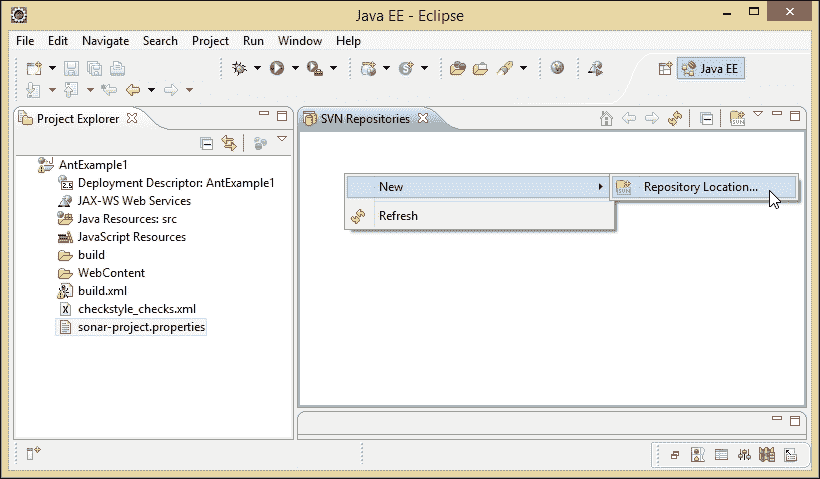 Java EE - Eclipse
File Edit Navigate Search Project Run Window Help
Java EE
Project Explorer
SVN Repositories
SVN
AntExample1
Deployment Descriptor: AntExample1
JAX-WS Web Services
Java Resources: src
JavaScript Resources
build
WebContent
build.xml
checkstyle_checks.xml
sonar-project.properties
New
SVN
Repository Location...
Refresh